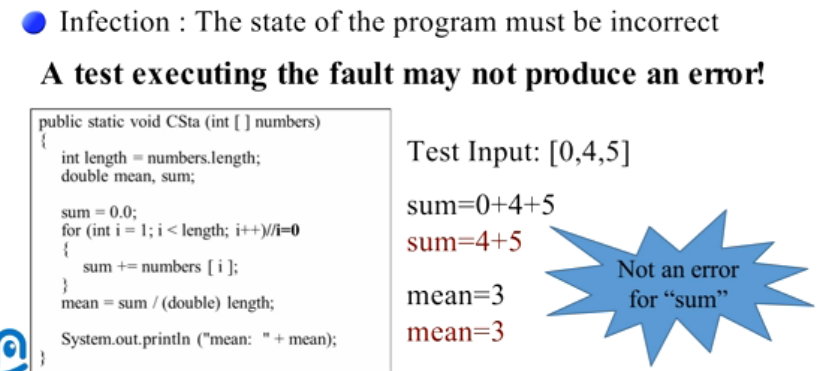 Infection : The state of the program must be incorrect
A test executing the fault may not produce an error!
public static void CSta (int [ ] numbers)
{
int length = numbers.length;
double mean, sum;
sum = 0.0;
for (int i = 1; i < length; i++)//i=0
{
sum += numbers [ i ];
}
mean = sum / (double) length;
System.out.println ("mean:  " + mean);
}
Test Input: [0,4,5]
sum=0+4+5
sum=4+5
mean=3
mean=3
Not an error
for “sum”